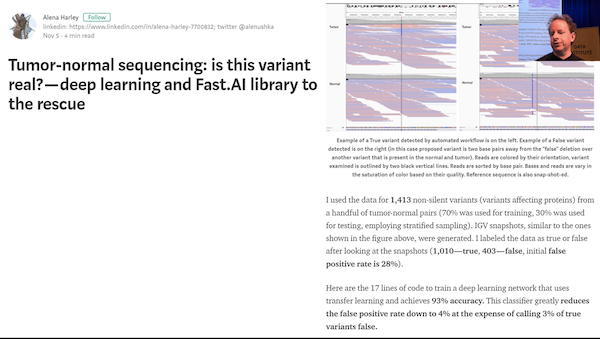 Alena Harley Follow
linkedin: https://www.linkedin.com/in/alena-harley-7700832; twitter @alenushka
Nov 5 · 4 min read
Tumor-normal sequencing: is this variant
real? — deep learning and Fast.AI library to
the rescue
Tumor
Normal
Example of a True variant detected by automated workflow is on the left. Example of a False variant
detected is on the right (in this case proposed variant is two base pairs away from the "false" deletion over
another variant that is present in the normal and tumor). Reads are colored by their orientation, variant
examined is outlined by two black vertical lines. Reads are sorted by base pair. Bases and reads are vary in
the saturation of color based on their quality. Reference sequence is also snap-shot-ed.
I used the data for 1,413 non-silent variants (variants affecting proteins) from
a handful of tumor-normal pairs (70% was used for training, 30% was used
for testing, employing stratified sampling). IGV snapshots, similar to the ones
shown in the figure above, were generated. I labeled the data as true or false
after looking at the snapshots (1,010—true, 403—false, initial false
positive rate is 28%).
Here are the 17 lines of code to train a deep learning network that uses
transfer learning and achieves 93% accuracy. This classifier greatly reduces
the false positive rate down to 4% at the expense of calling 3% of true
variants false.